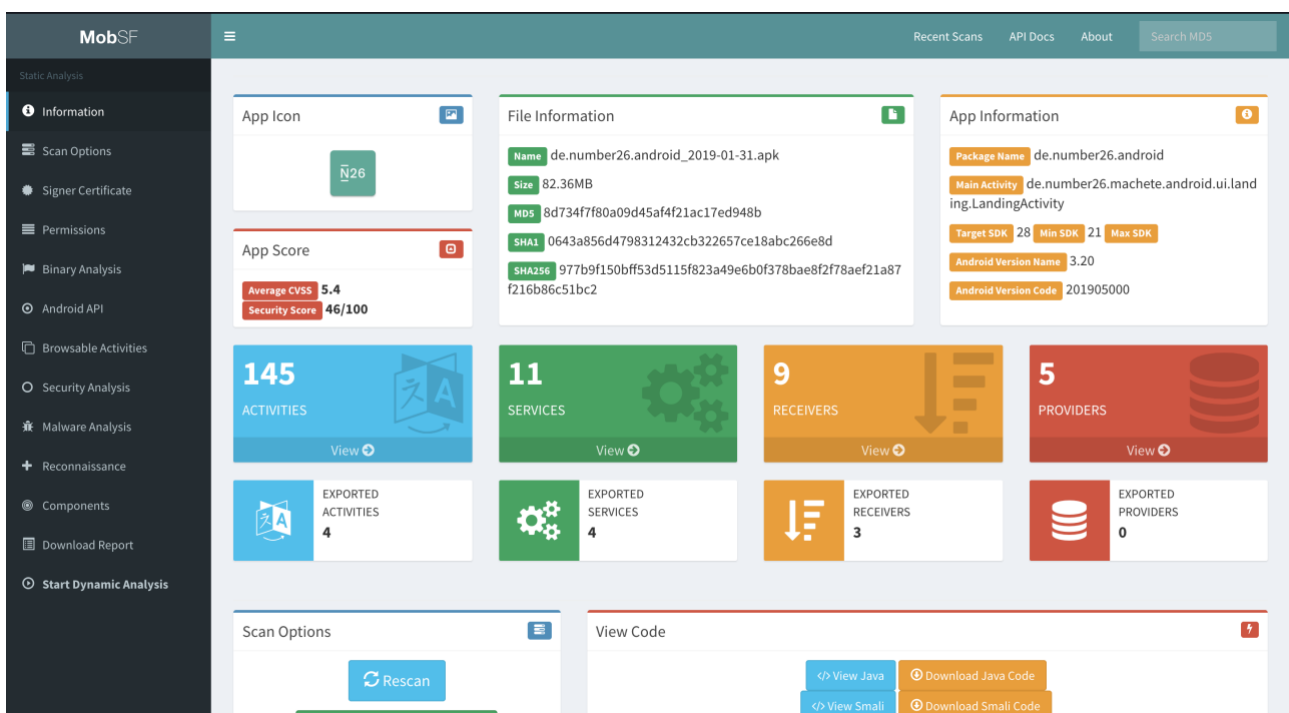 MobSF
Recent Scans API Docs About Search MD5
Static Analysis
Information
Scan Options
Signer Certificate
Permissions
Binary Analysis
Android API
Browsable Activities
Security Analysis
Malware Analysis
Reconnaissance
Components
Download Report
Start Dynamic Analysis
App Icon
N26
App Score
Average CVSS 5.4
Security Score 46/100
File Information
Name de.number26.android_2019-01-31.apk
Size 82.36MB
MD5 8d734f7f80a09d45af4f21ac17ed948b
SHA1 0643a856d4798312432cb322657ce18abc266e8d
SHA256 977b9f150bff53d5115f823a49e6b0f378bae8f2f78aef21a87
f216b86c51bc2
App Information
Package Name de.number26.android
Main Activity de.number26.machete.android.ui.land
ing.LandingActivity
Target SDK 28 Min SDK 21 Max SDK
Android Version Name 3.20
Android Version Code 201905000
145
ACTIVITIES
View
11
SERVICES
View
9
RECEIVERS
View
5
PROVIDERS
View
EXPORTED
ACTIVITIES
4
EXPORTED
SERVICES
4
EXPORTED
RECEIVERS
3
EXPORTED
PROVIDERS
0
Scan Options
Rescan
View Code
</> View Java Download Java Code
</> View Smali Download Smali Code